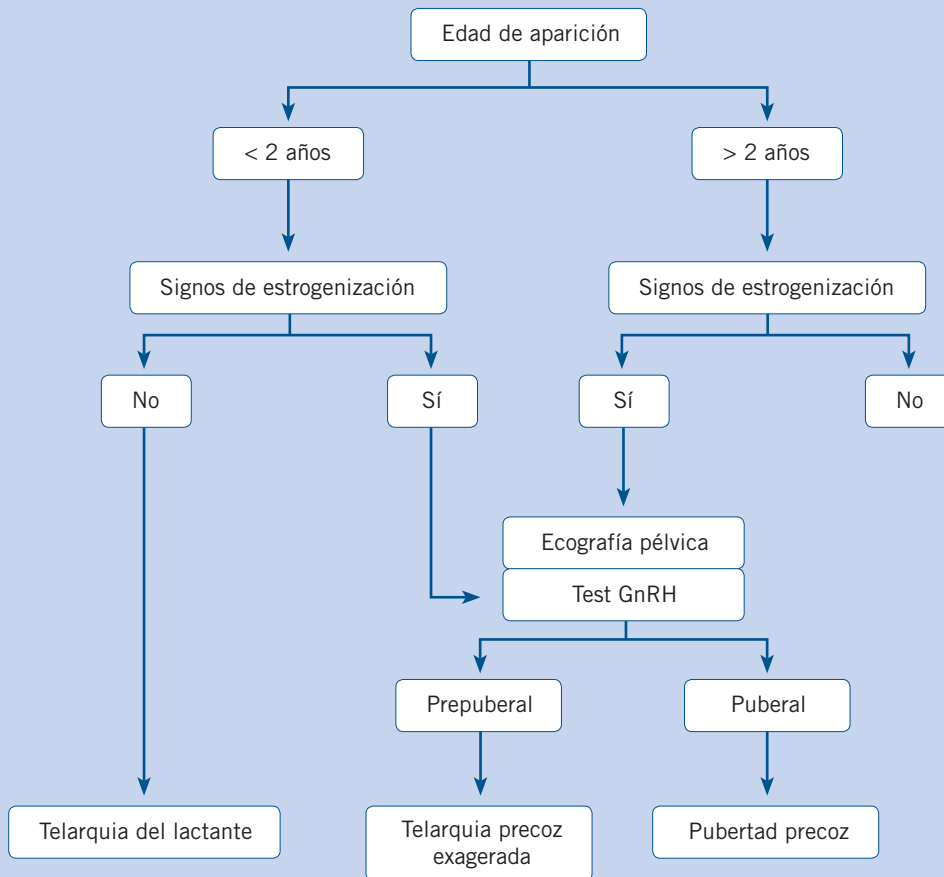 Edad de aparición
< 2 años
> 2 años
Signos de estrogenización
Signos de estrogenización
No
Sí
Sí
No
Ecografía pélvica
Test GnRH
Prepuberal
Puberal
Telarquia del lactante
Telarquia precoz
exagerada
Pubertad precoz